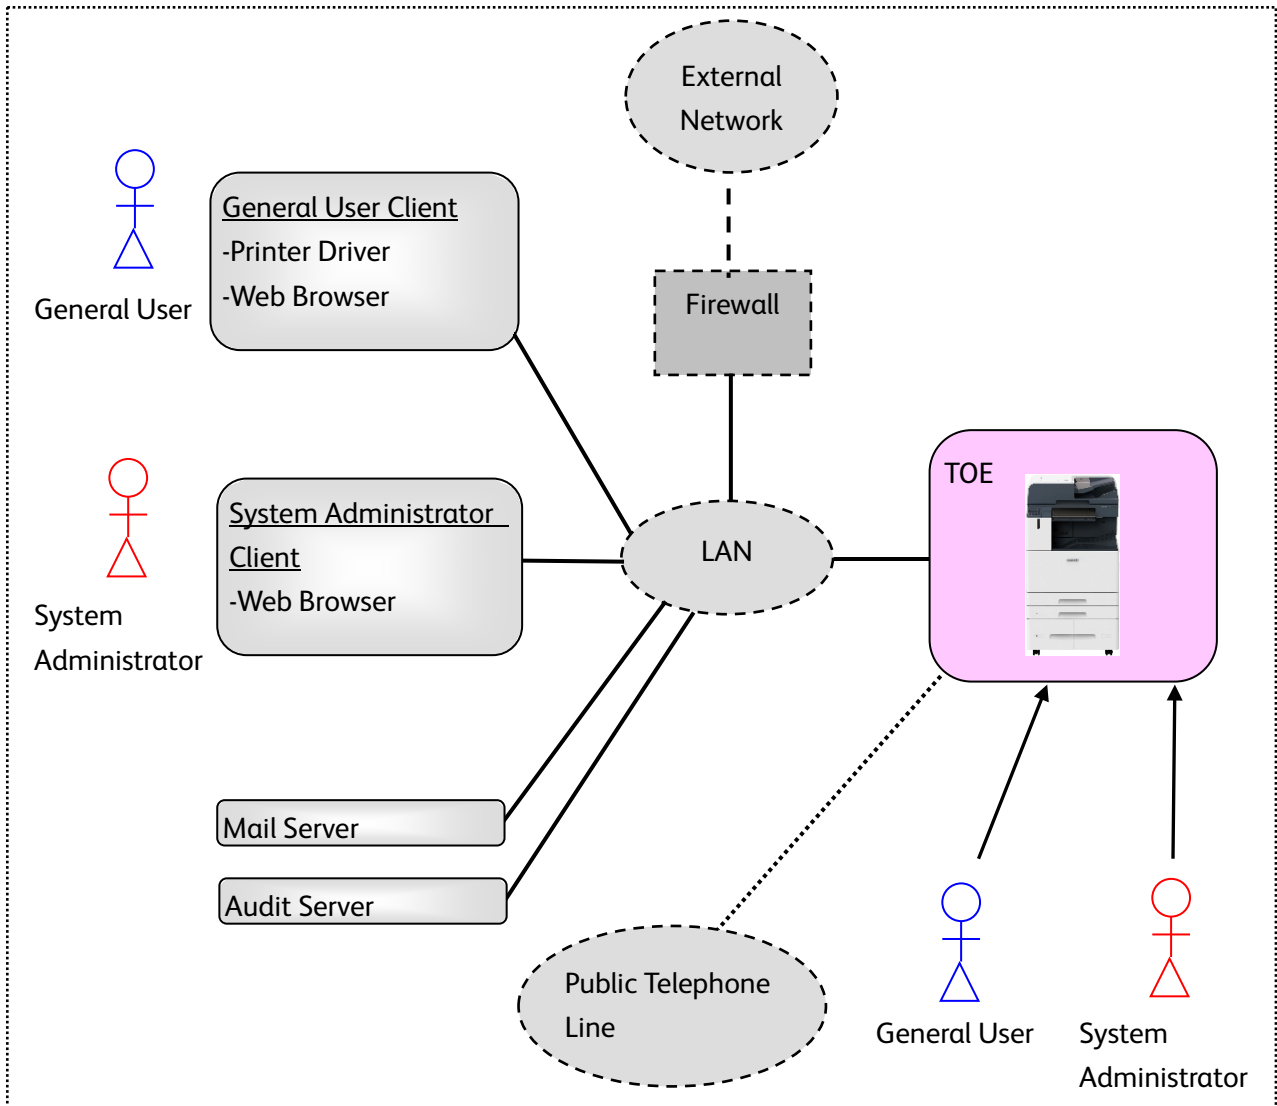 External
Network
General User Client
-Printer Driver
-Web Browser
General User
Firewall
TOE
System Administrator
Client
-Web Browser
LAN
System
Administrator
Mail Server
Audit Server
Public Telephone
Line
General User
System
Administrator